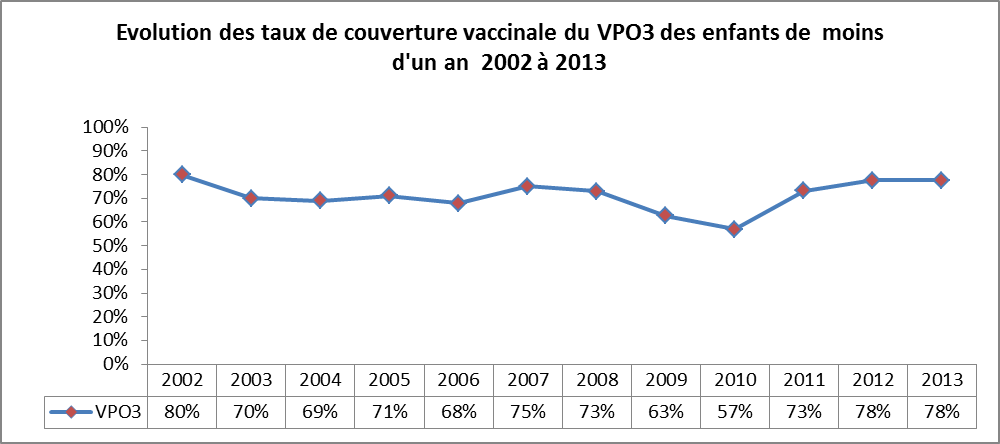 Evolution des taux de couverture vaccinale du VPO3 des enfants de moins
d'un an 2002 à 2013
100%
90%
80%
70%
60%
50%
40%
30%
20%
10%
0%
2002 2003 2004 2005 2006 2007 2008 2009 2010 2011 2012 2013
VPO3 80% 70% 69% 71% 68% 75% 73% 63% 57% 73% 78% 78%